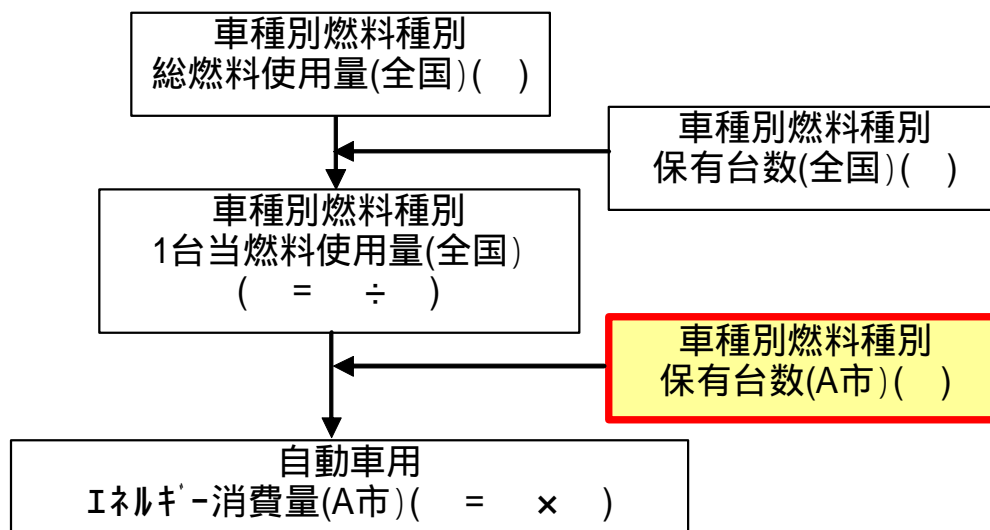 車種別燃料種別
総燃料使用量(全国)( )
車種別燃料種別
保有台数(全国)( )
車種別燃料種別
1台当燃料使用量(全国)
( = ÷ )
車種別燃料種別
保有台数(A市)( )
自動車用
エネルギー消費量(A市)( = × )